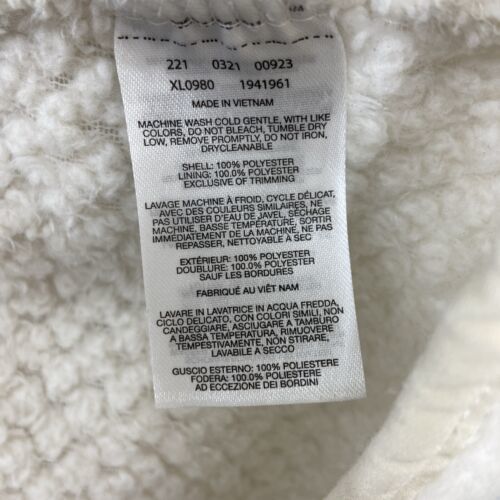 221 0321 00923
XL0980 1941961
MADE IN VIETNAM
MACHINE WASH COLD GENTLE, WITH LIKE
COLORS, DO NOT BLEACH, TUMBLE DRY
LOW, REMOVE PROMPTLY, DO NOT IRON,
DRYCLEANABLE
SHELL: 100% POLYESTER
LINING: 100.0% POLYESTER
EXCLUSIVE OF TRIMMING
LAVAGE MACHINE À FROID, CYCLE DÉLICAT,
AVEC DES COULEURS SIMILAIRES, NE
PAS UTILISER D'EAU DE JAVEL, SÉCHAGE
MACHINE, BASSE TEMPÉRATURE, SORTIR
IMMÉDIATEMENT DE LA MACHINE, NE PAS
REPASSER, NETTOYABLE À SEC
EXTÉRIEUR: 100% POLYESTER
DOUBLURE: 100.0% POLYESTER
SAUF LES BORDURES
FABRIQUÉ AU VIÊT NAM
LAVARE IN LAVATRICE IN ACQUA FREDDA,
CICLO DELICATO, CON COLORI SIMILI, NON
CANDEGGIARE, ASCIUGARE A TAMBURO
A BASSA TEMPERATURA, RIMUOVERE
TEMPESTIVAMENTE, NON STIRARE,
LAVABILE A SECCO
GUSCIO ESTERNO: 100% POLIESTERE
FODERA: 100.0% POLIESTERE
AD ECCEZIONE DEI BORDINI